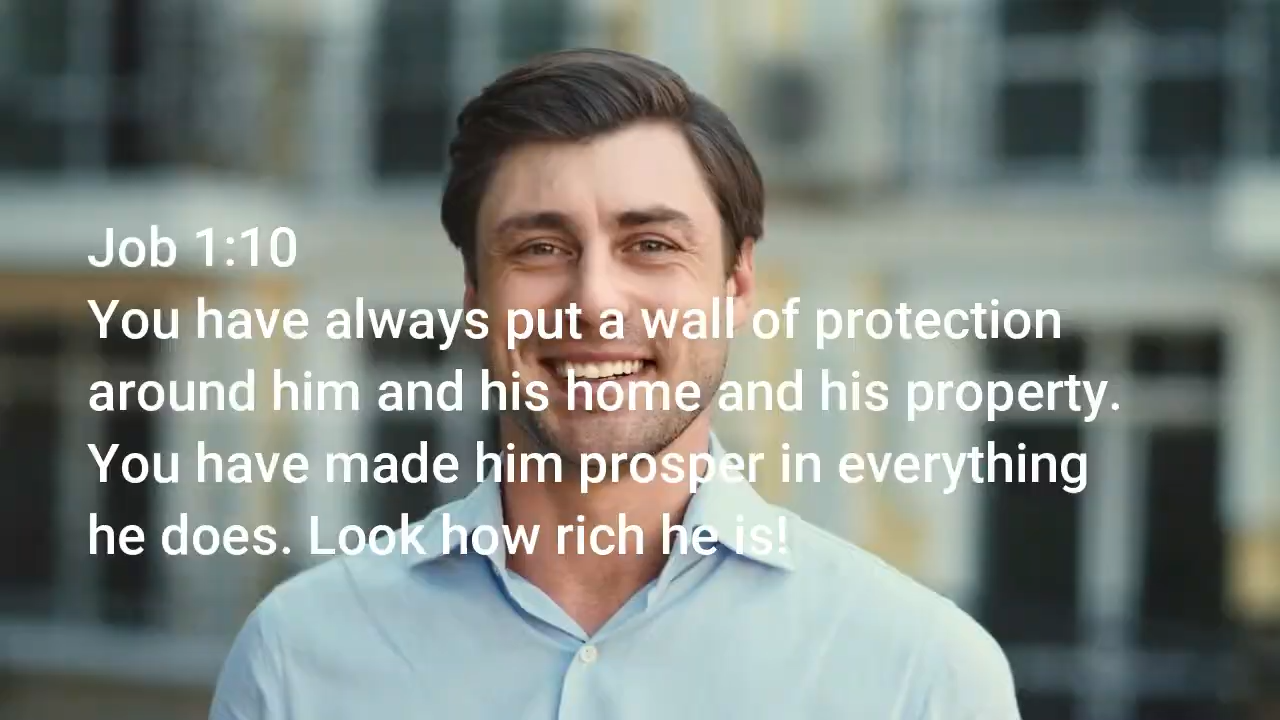 Job 1:10
You have always put a wall of protection
around him and his home and his property.
You have made him prosper in everything
he does. Look how rich he is!